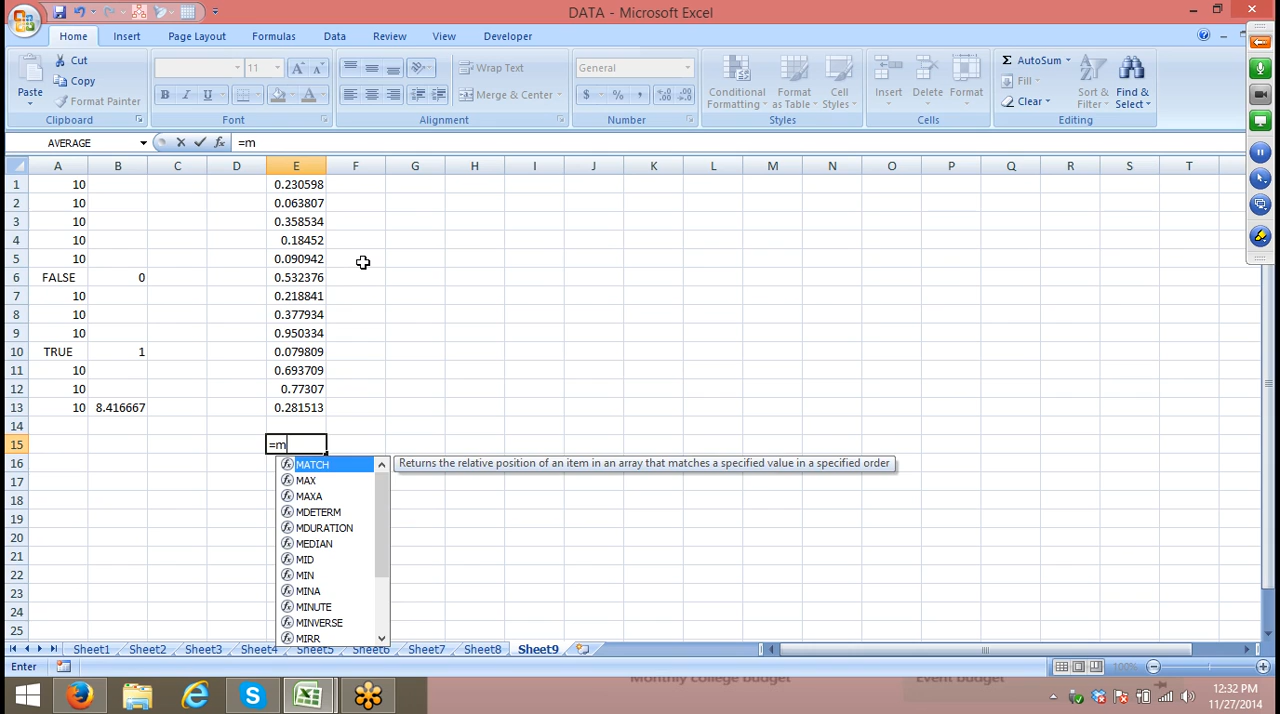 DATA - Microsoft Excel
Home Insert Page Layout Formulas Data Review View Developer
Cut
Copy
Format Painter
Paste
Clipboard
11
B I U
Font
Wrap Text
Merge & Center
Alignment
General
$ % ,
Number
Conditional Formatting
Format as Table
Cell Styles
Styles
Insert Delete Format
Cells
Σ AutoSum
Fill
Clear
Sort & Filter
Find & Select
Editing
AVERAGE fx =m
A B C D E F G H I J K L M N O P Q R S T
1 10 0.230598
2 10 0.063807
3 10 0.358534
4 10 0.18452
5 10 0.090942
6 FALSE 0 0.532376
7 10 0.218841
8 10 0.377934
9 10 0.950334
10 TRUE 1 0.079809
11 10 0.693709
12 10 0.77307
13 10 8.416667 0.281513
14
15 =m
16 MATCH Returns the relative position of an item in an array that matches a specified value in a specified order
17 MAX
18 MAXA
19 MDETERM
20 MDURATION
21 MEDIAN
22 MID
23 MIN
24 MINA
25 MINUTE
MINVERSE
MIRR
Sheet1 Sheet2 Sheet3 Sheet4 Sheet5 Sheet6 Sheet7 Sheet8 Sheet9
Enter 100%
Monthly college budget Event budget
12:32 PM
11/27/2014